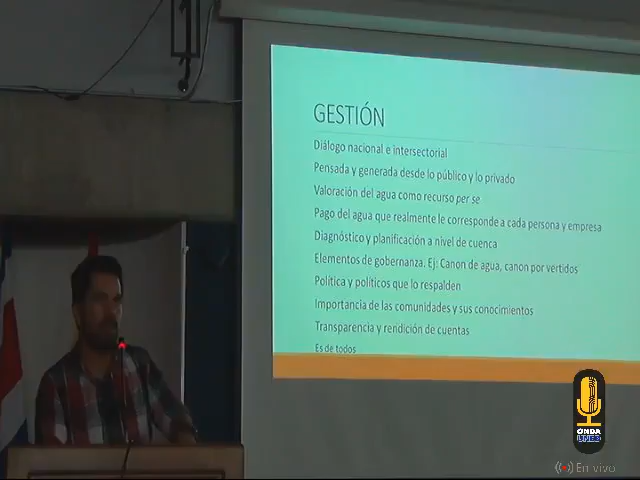 GESTIÓN
Diálogo nacional e intersectorial
Pensada y generada desde lo público y lo privado
Valoración del agua como recurso per se
Pago del agua que realmente le corresponde a cada persona y empresa
Diagnóstico y planificación a nivel de cuenca
Elementos de gobernanza. Ej: Canon de agua, canon por vertidos
Política y políticos que lo respalden
Importancia de las comunidades y sus conocimientos
Transparencia y rendición de cuentas
Es de todos
ONDA
UNED
En vivo